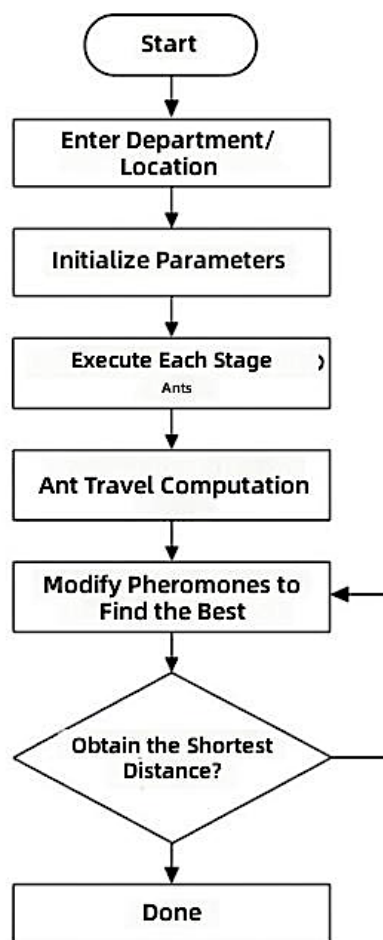 Start
Enter Department/
Location
Initialize Parameters
Execute Each Stage
Ants
Ant Travel Computation
Modify Pheromones to
Find the Best
Obtain the Shortest
Distance?
Done